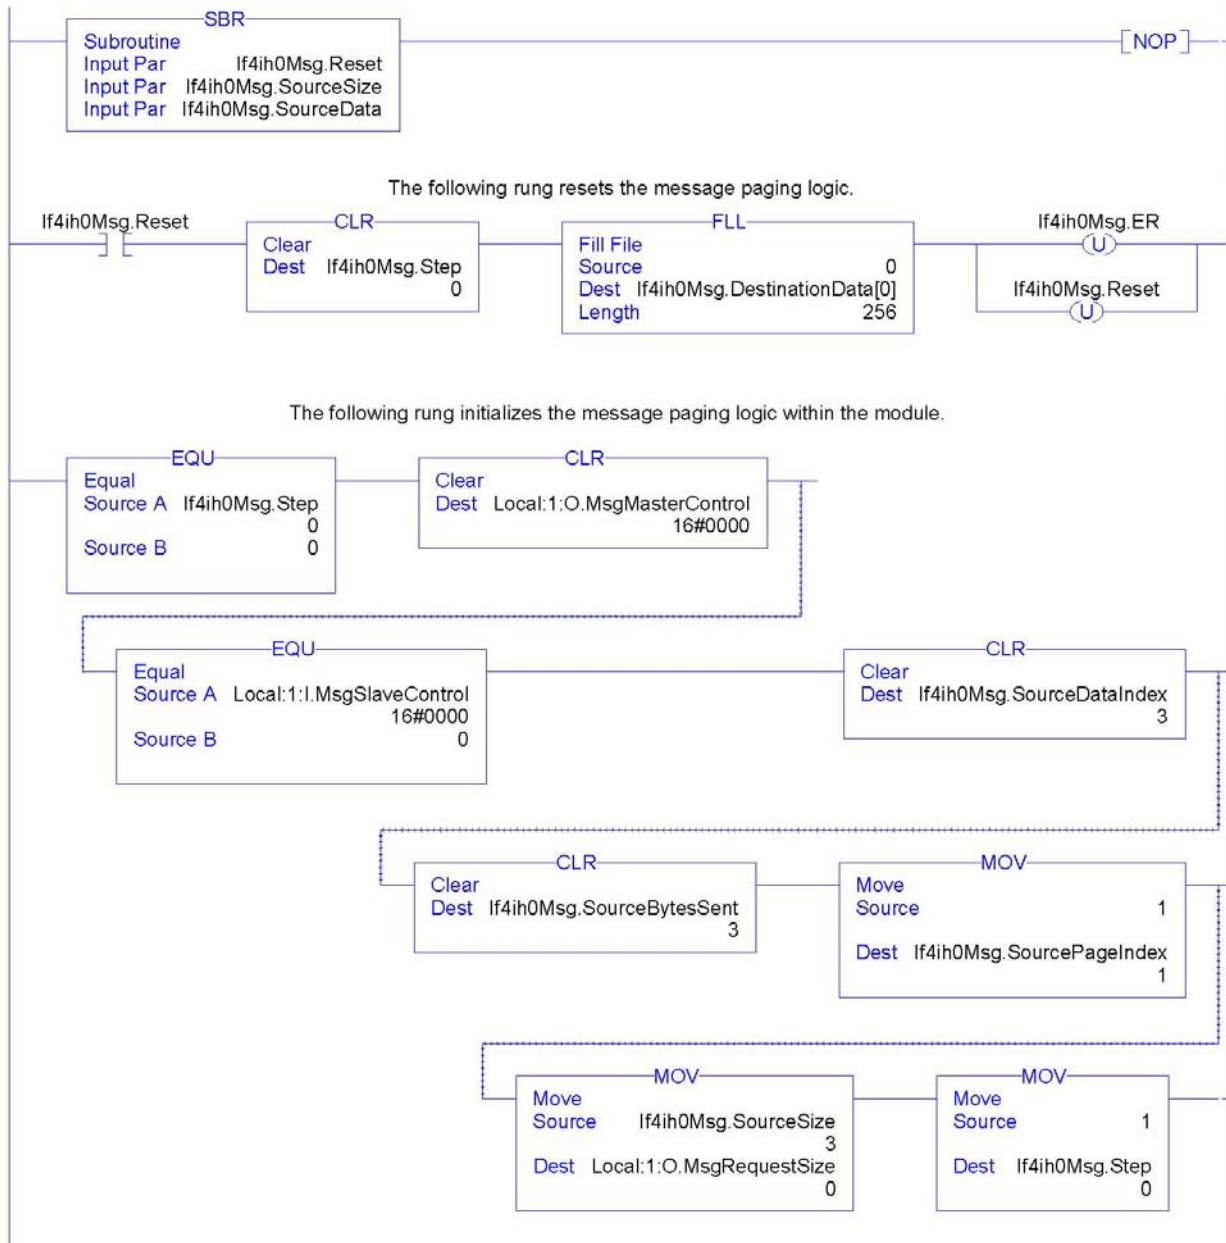 SBR
Subroutine
Input Par If4ih0Msg.Reset
Input Par If4ih0Msg.SourceSize
Input Par If4ih0Msg.SourceData
NOP
The following rung resets the message paging logic.
If4ih0Msg.Reset
CLR
Clear
Dest If4ih0Msg.Step
0
FLL
Fill File
Source 0
Dest If4ih0Msg.DestinationData[0]
Length 256
If4ih0Msg.ER
U
If4ih0Msg.Reset
U
The following rung initializes the message paging logic within the module.
EQU
Equal
Source A If4ih0Msg.Step
0
Source B 0
CLR
Clear
Dest Local:1:O.MsgMasterControl
16#0000
EQU
Equal
Source A Local:1:I.MsgSlaveControl
16#0000
Source B 0
CLR
Clear
Dest If4ih0Msg.SourceDataIndex
3
CLR
Clear
Dest If4ih0Msg.SourceBytesSent
3
MOV
Move
Source 1
Dest If4ih0Msg.SourcePageIndex
1
MOV
Move
Source If4ih0Msg.SourceSize
3
Dest Local:1:O.MsgRequestSize
0
MOV
Move
Source 1
Dest If4ih0Msg.Step
0